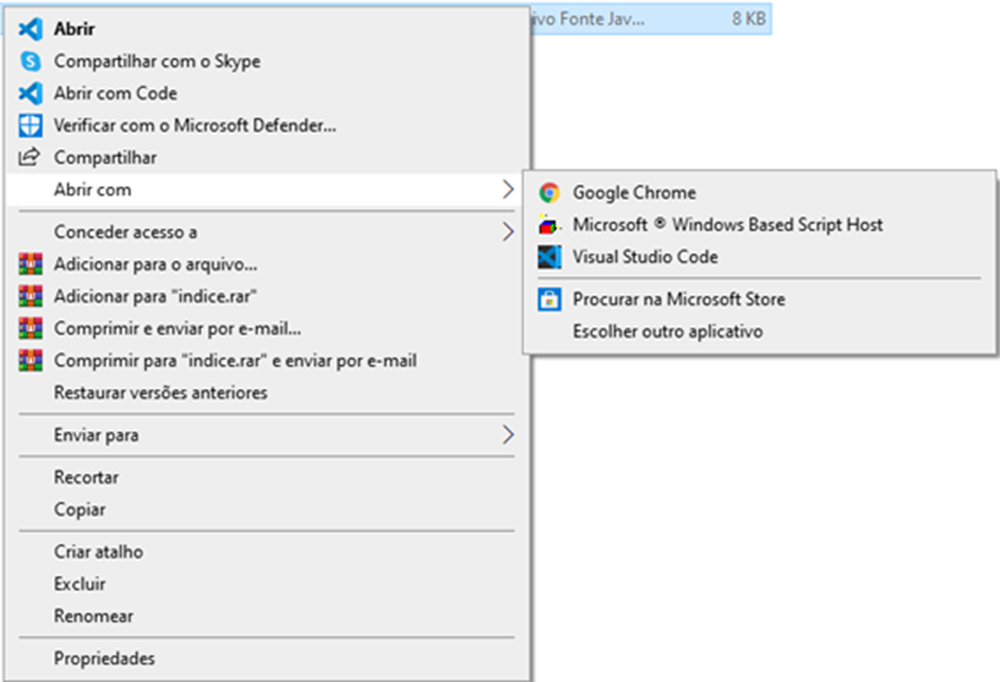 Abrir
ivo Fonte Jav... 8 KB
Compartilhar com o Skype
Abrir com Code
Verificar com o Microsoft Defender...
Compartilhar
Abrir com
Google Chrome
Microsoft ® Windows Based Script Host
Visual Studio Code
Procurar na Microsoft Store
Escolher outro aplicativo
Conceder acesso a
Adicionar para o arquivo...
Adicionar para "indice.rar"
Comprimir e enviar por e-mail...
Comprimir para "indice.rar" e enviar por e-mail
Restaurar versões anteriores
Enviar para
Recortar
Copiar
Criar atalho
Excluir
Renomear
Propriedades